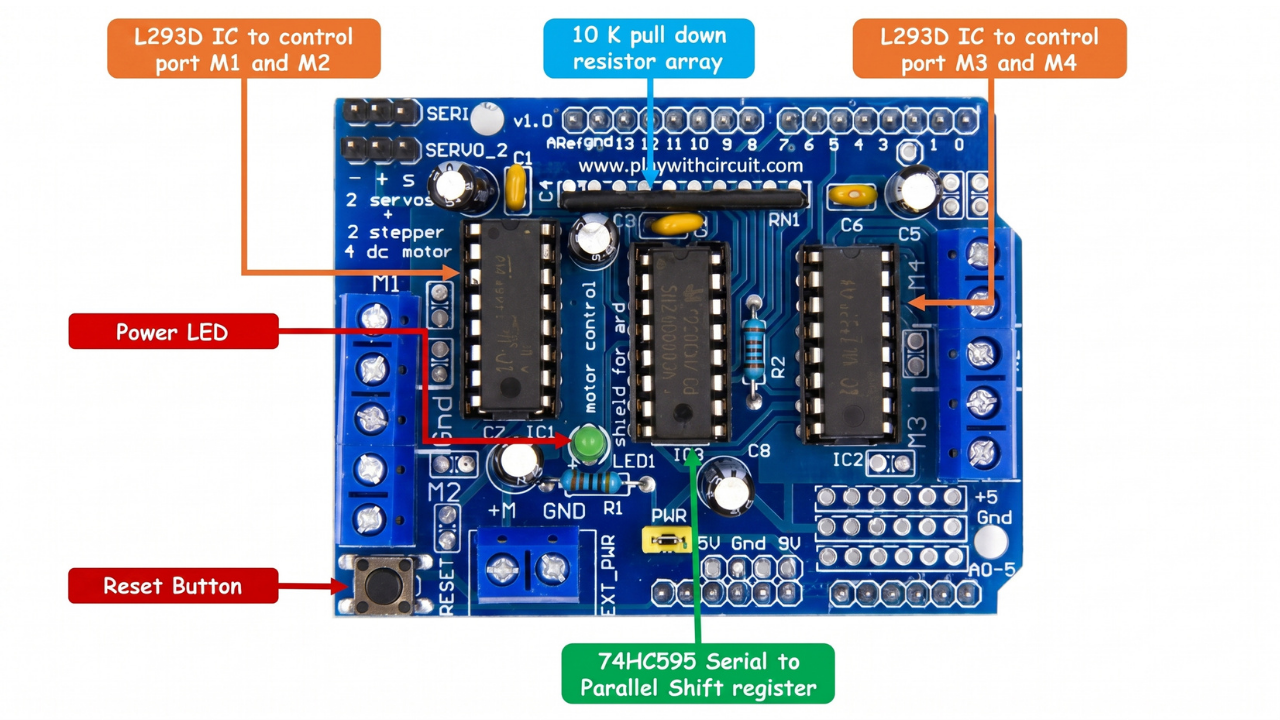 L293D IC to control
port M1 and M2
10 K pull down
resistor array
L293D IC to control
port M3 and M4
SERI
v1.0
SERVO_2
ARef gnd 13 12 11 10 9 8
7 6 5 4 3 1 0
www.playwithcircuit.com
- + S
2 servos
+
2 stepper
4 dc motor
C1
C4
C3
RN1
C6
C5
M1
M4
motor control
shield for ard
R2
Power LED
Gnd
M3
C7 IC1
IC3
C8
IC2
LED1
+
M2
R1
+M GND
PWR
+5
Gnd
5V Gnd 9V
A0-5
EXT_PWR
RESET
Reset Button
74HC595 Serial to
Parallel Shift register